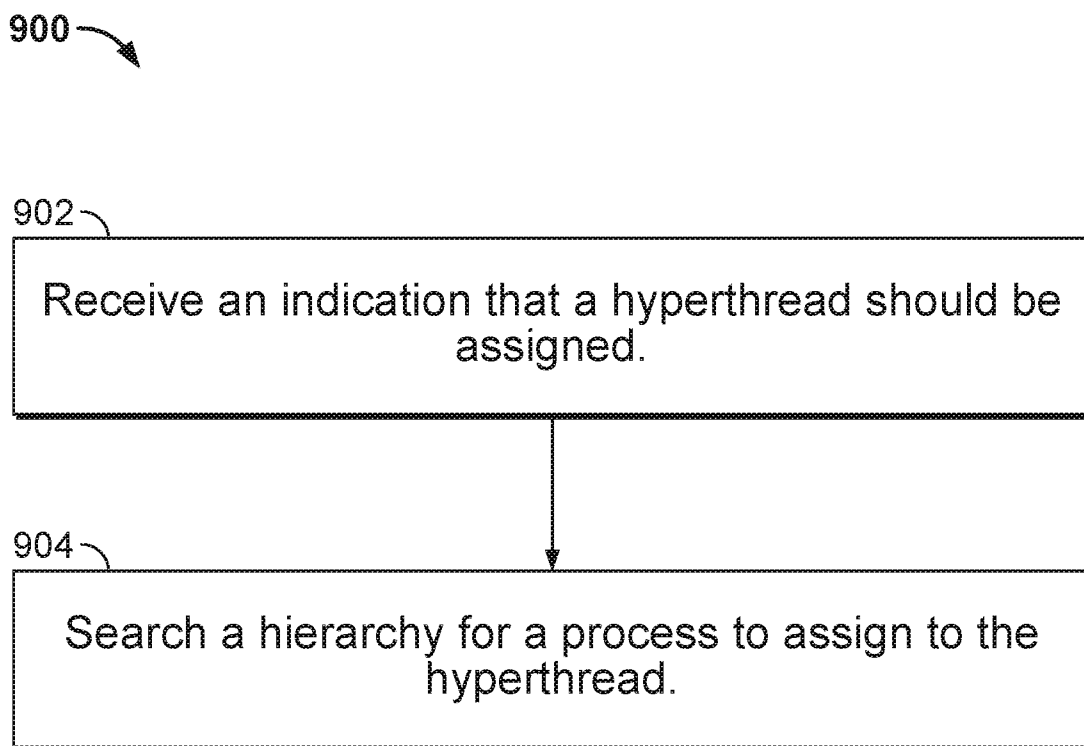 900
902
Receive an indication that a hyperthread should be
assigned.
904
Search a hierarchy for a process to assign to the
hyperthread.